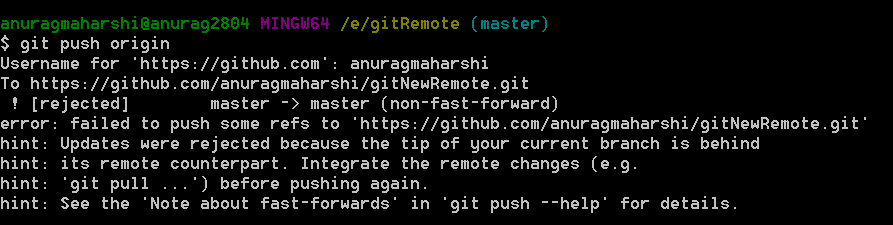 anuragmaharshi@anurag2804 MINGW64 /e/gitRemote (master)
$ git push origin
Username for 'https://github.com': anuragmaharshi
To https://github.com/anuragmaharshi/gitNewRemote.git
 ! [rejected]        master -> master (non-fast-forward)
error: failed to push some refs to 'https://github.com/anuragmaharshi/gitNewRemote.git'
hint: Updates were rejected because the tip of your current branch is behind
hint: its remote counterpart. Integrate the remote changes (e.g.
hint: 'git pull ...') before pushing again.
hint: See the 'Note about fast-forwards' in 'git push --help' for details.